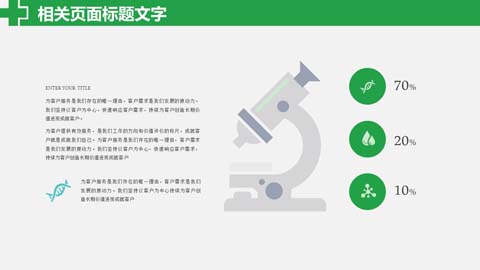 相关页面标题文字
ENTER YOUR TITLE
为客户服务是我们存在的唯一理由，客户需求是我们发展的原动力。
我们坚持以客户为中心，快速响应客户需求，持续为客户创造长期价
值进而成就客户。
为客户提供有效服务，是我们工作的方向和价值评价的标尺，成就客
户就是成就我们自己。为客户服务是我们存在的唯一理由，客户需求
是我们发展的原动力。我们坚持以客户为中心，快速响应客户需求，
持续为客户创造长期价值进而成就客户
为客户服务是我们存在的唯一理由，客户需求是我们
发展的原动力。我们坚持以客户为中心持续为客户创
造长期价值进而成就客户
70%
20%
10%